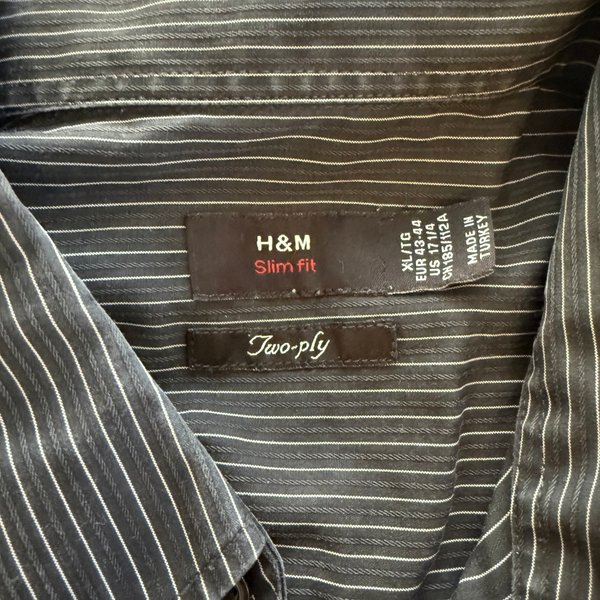 H&M
Slim fit
XL/TG
EUR 43-44
US 17 1/4
CN 185/112A
MADE IN
TURKEY
Two-ply